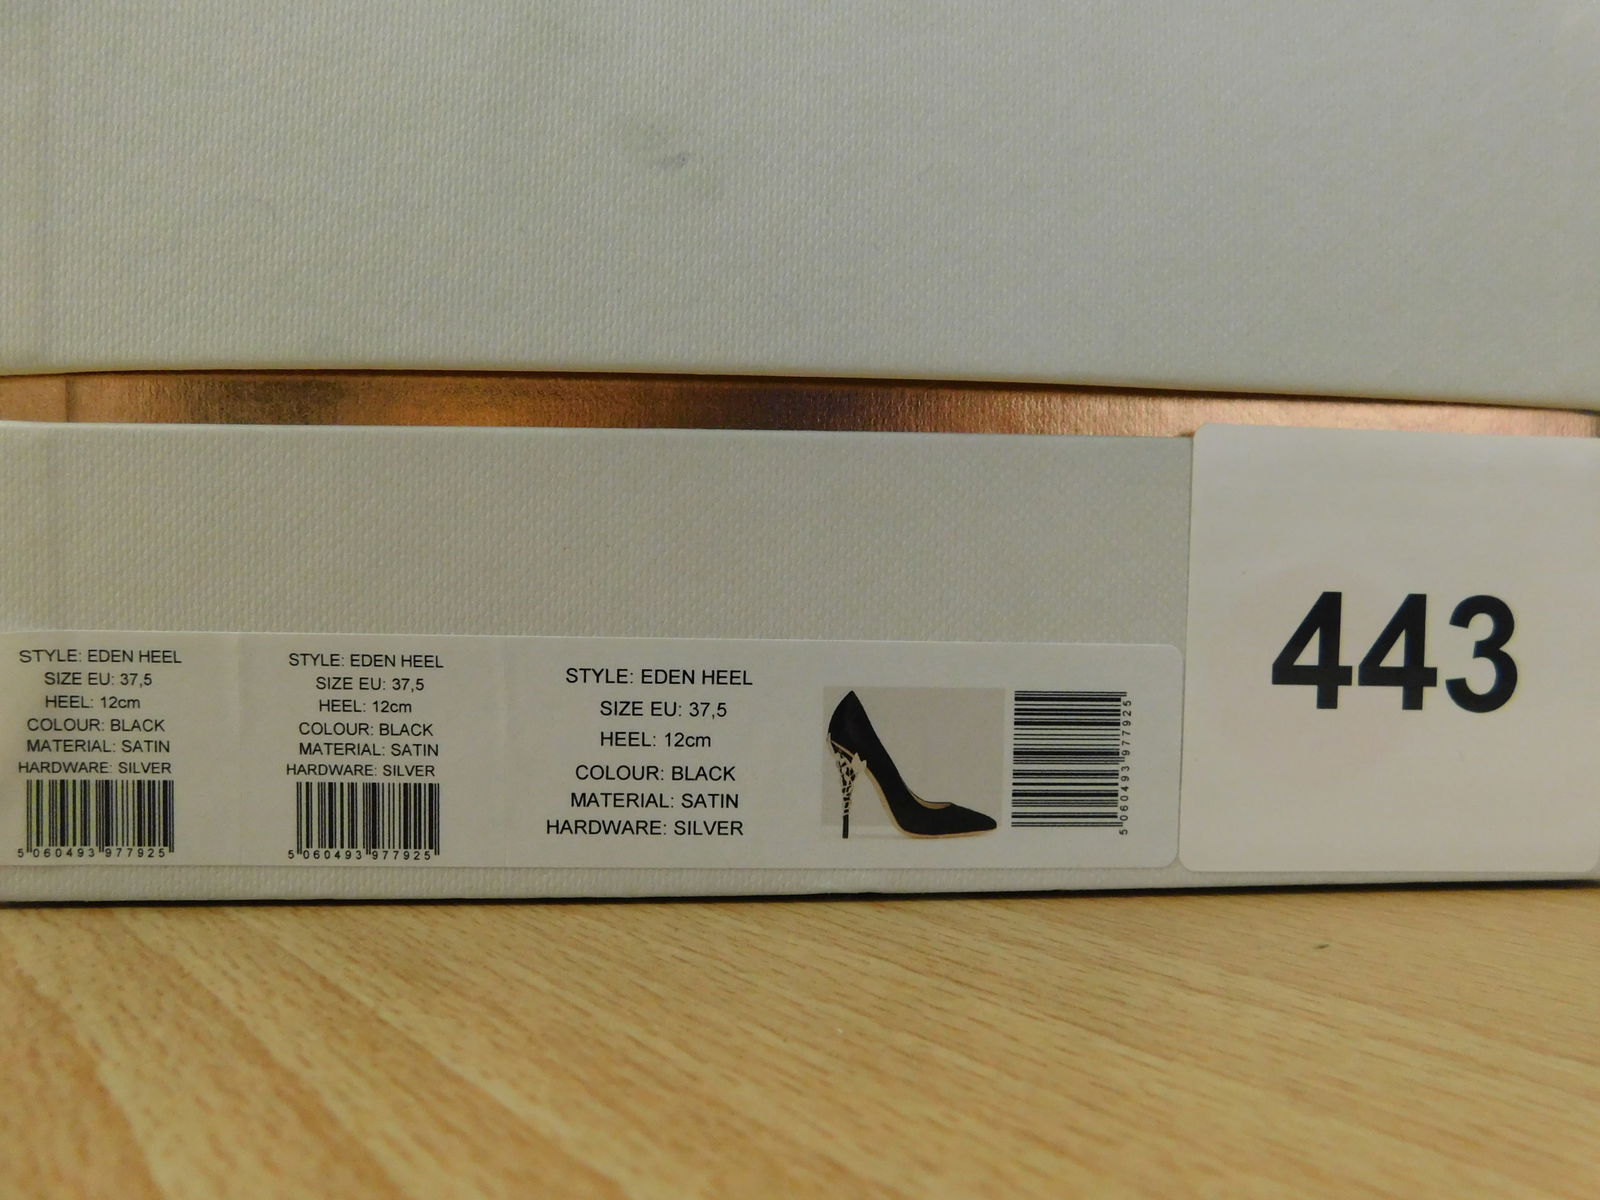 STYLE: EDEN HEEL
SIZE EU: 37,5
HEEL: 12cm
COLOUR: BLACK
MATERIAL: SATIN
HARDWARE: SILVER
5 060493 977925
STYLE: EDEN HEEL
SIZE EU: 37,5
HEEL: 12cm
COLOUR: BLACK
MATERIAL: SATIN
HARDWARE: SILVER
5 060493 977925
STYLE: EDEN HEEL
SIZE EU: 37,5
HEEL: 12cm
COLOUR: BLACK
MATERIAL: SATIN
HARDWARE: SILVER
5 060493 977925
443